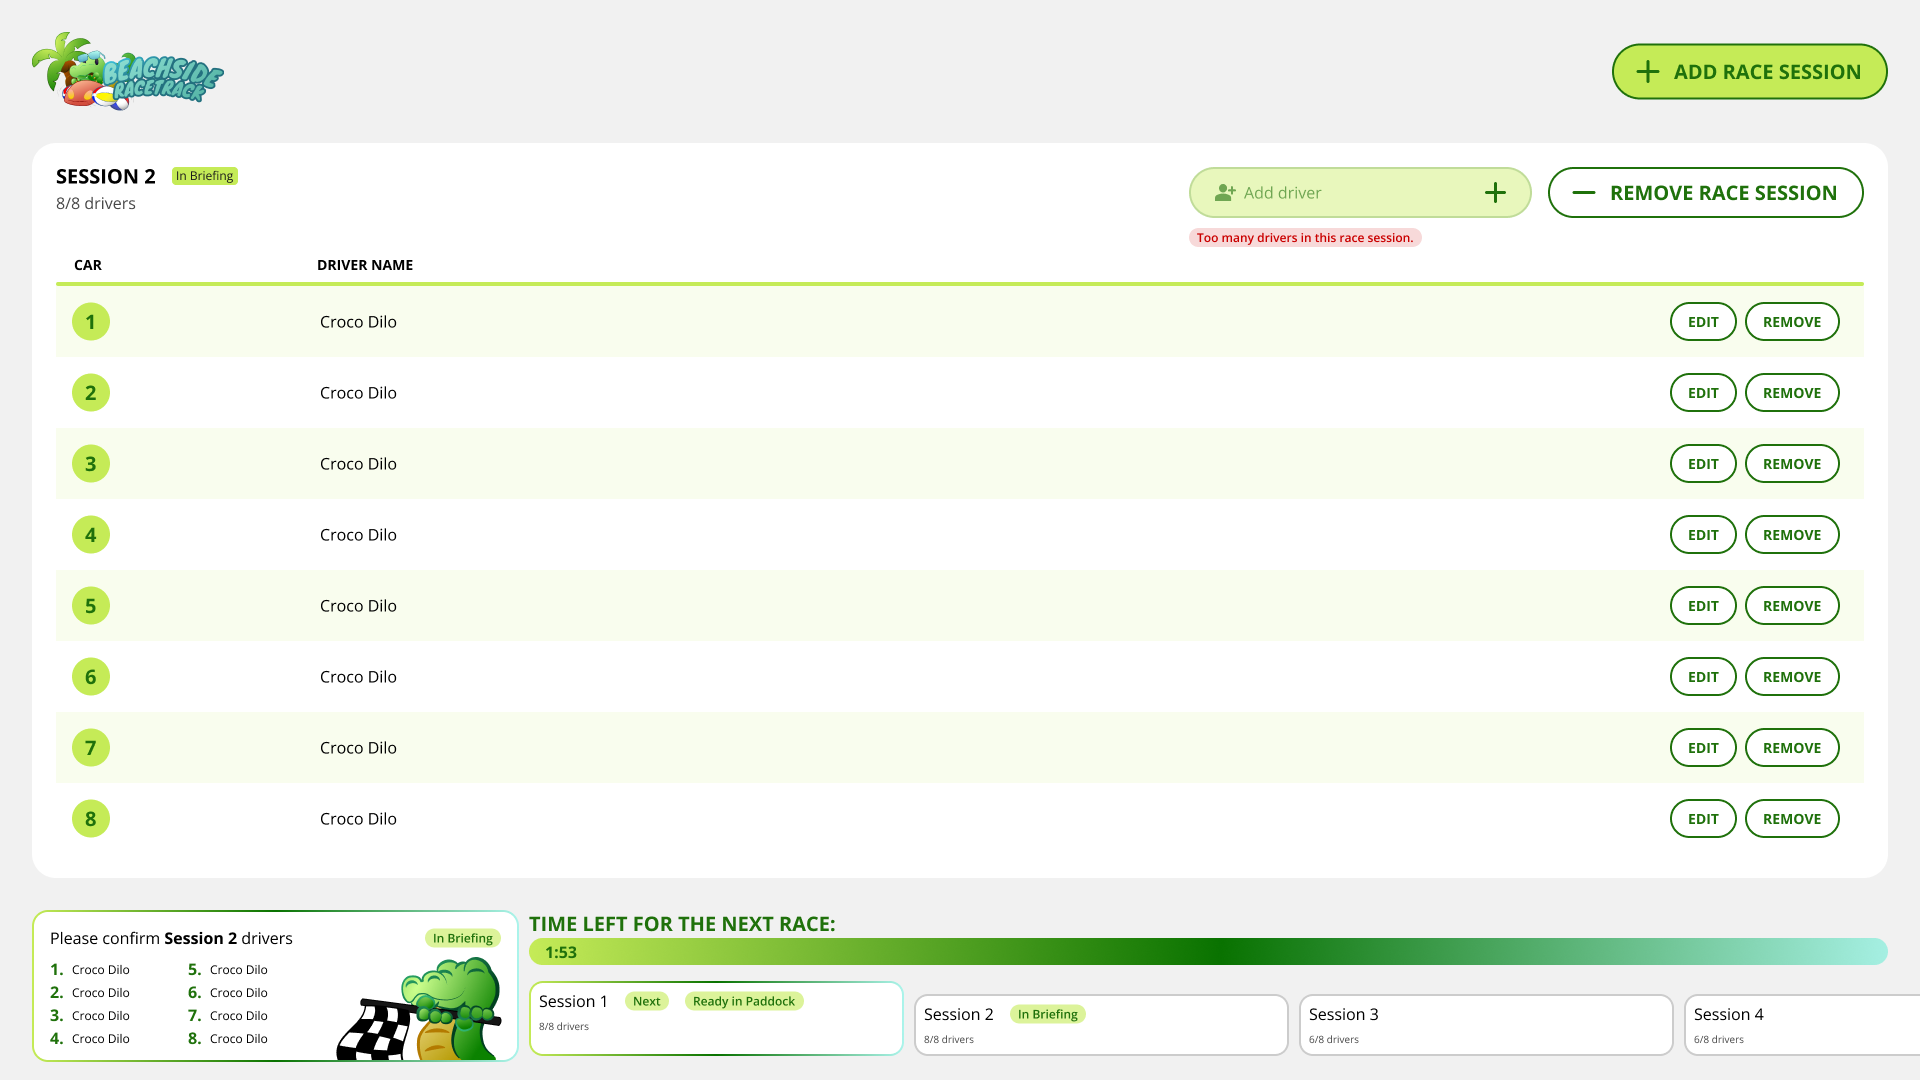 BEACHSIDE
RACETRACK
ADD RACE SESSION
SESSION 2 In Briefing
8/8 drivers
Add driver
REMOVE RACE SESSION
Too many drivers in this race session.
CAR DRIVER NAME
1 Croco Dilo EDIT REMOVE
2 Croco Dilo EDIT REMOVE
3 Croco Dilo EDIT REMOVE
4 Croco Dilo EDIT REMOVE
5 Croco Dilo EDIT REMOVE
6 Croco Dilo EDIT REMOVE
7 Croco Dilo EDIT REMOVE
8 Croco Dilo EDIT REMOVE
Please confirm Session 2 drivers In Briefing
1. Croco Dilo 5. Croco Dilo
2. Croco Dilo 6. Croco Dilo
3. Croco Dilo 7. Croco Dilo
4. Croco Dilo 8. Croco Dilo
TIME LEFT FOR THE NEXT RACE:
1:53
Session 1 Next Ready in Paddock
8/8 drivers
Session 2 In Briefing
8/8 drivers
Session 3
6/8 drivers
Session 4
6/8 drivers